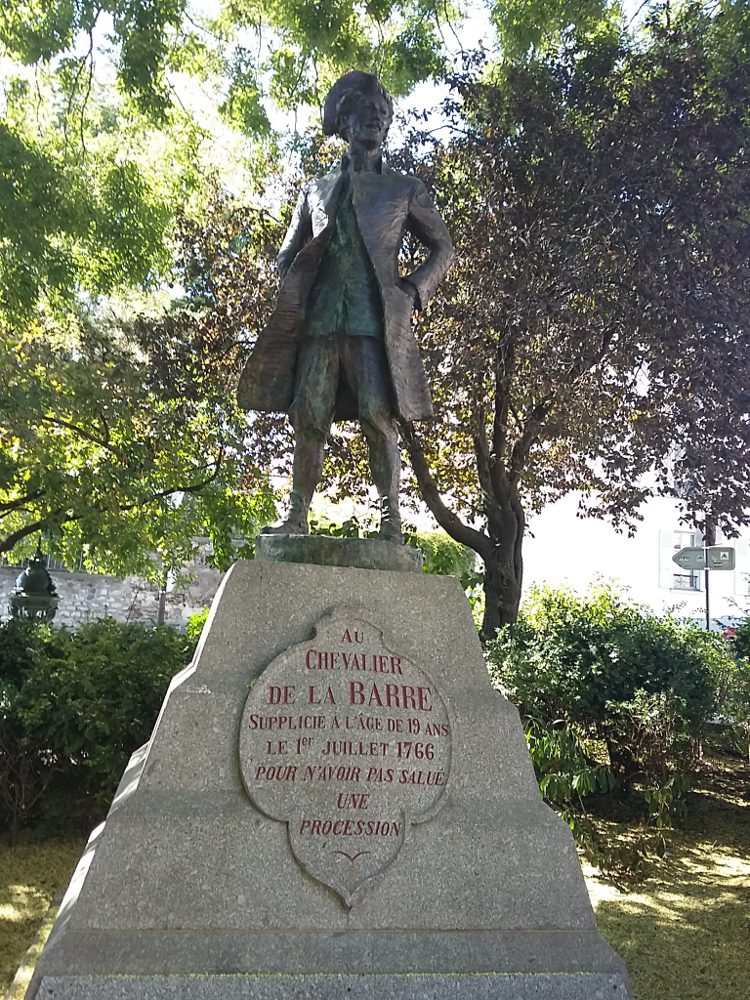 AU
CHEVALIER
DE LA BARRE
SUPPLICIÉ À L'ÂGE DE 19 ANS
LE 1er JUILLET 1766
POUR N'AVOIR PAS SALUÉ
UNE
PROCESSION